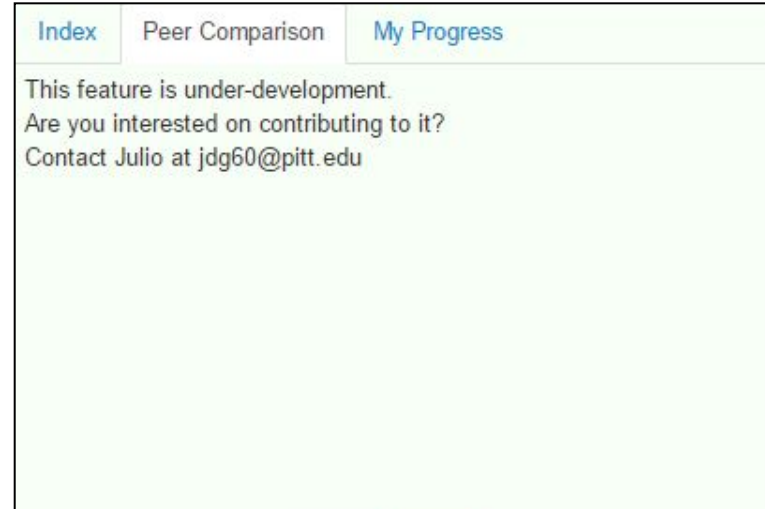 Index Peer Comparison My Progress
This feature is under-development.
Are you interested on contributing to it?
Contact Julio at jdg60@pitt.edu